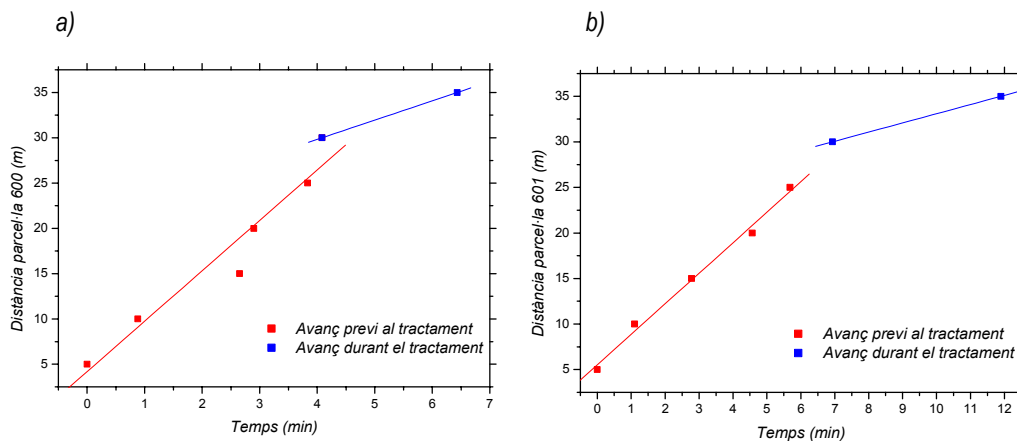 a)
Distància parcel·la 600 (m)
35
30
25
20
15
10
5
Avanç previ al tractament
Avanç durant el tractament
0 1 2 3 4 5 6 7
Temps (min)
b)
Distància parcel·la 601 (m)
35
30
25
20
15
10
5
Avanç previ al tractament
Avanç durant el tractament
0 1 2 3 4 5 6 7 8 9 10 11 12
Temps (min)